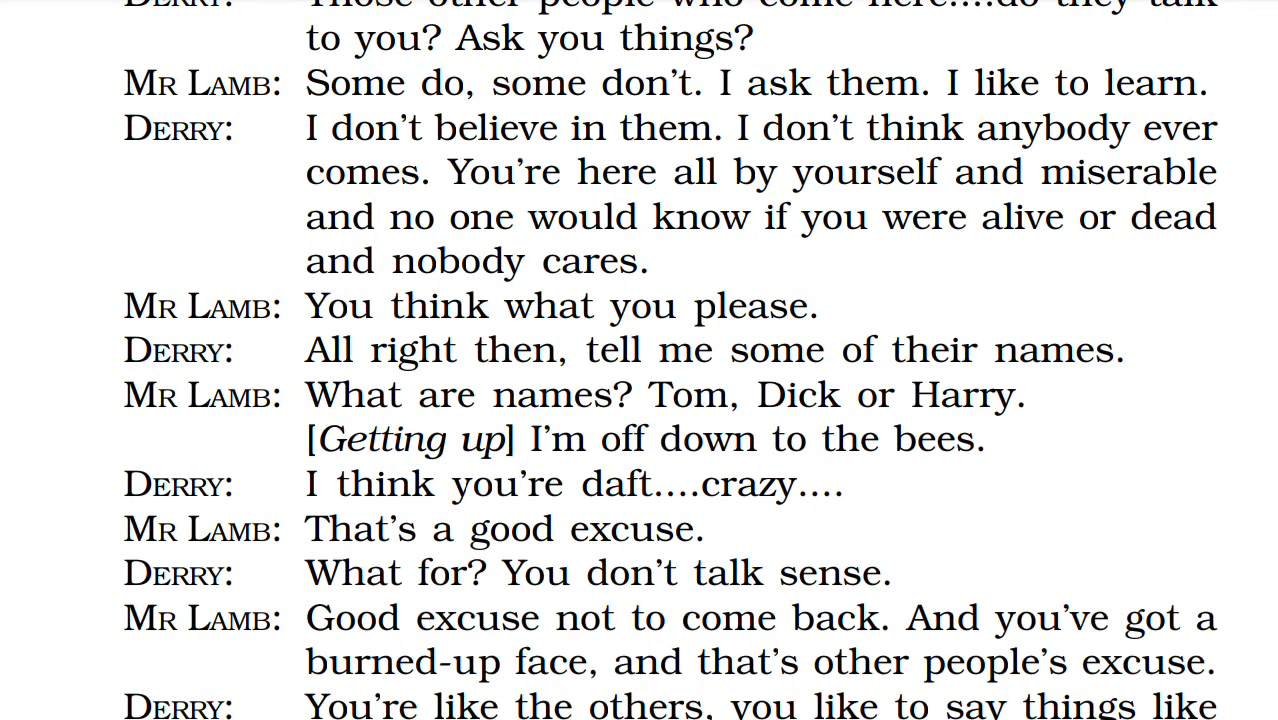 DERRY: Those other people who come here....do they talk
to you? Ask you things?
MR LAMB: Some do, some don't. I ask them. I like to learn.
DERRY: I don't believe in them. I don't think anybody ever
comes. You're here all by yourself and miserable
and no one would know if you were alive or dead
and nobody cares.
MR LAMB: You think what you please.
DERRY: All right then, tell me some of their names.
MR LAMB: What are names? Tom, Dick or Harry.
[Getting up] I'm off down to the bees.
DERRY: I think you're daft....crazy....
MR LAMB: That's a good excuse.
DERRY: What for? You don't talk sense.
MR LAMB: Good excuse not to come back. And you've got a
burned-up face, and that's other people's excuse.
DERRY: You're like the others, you like to say things like